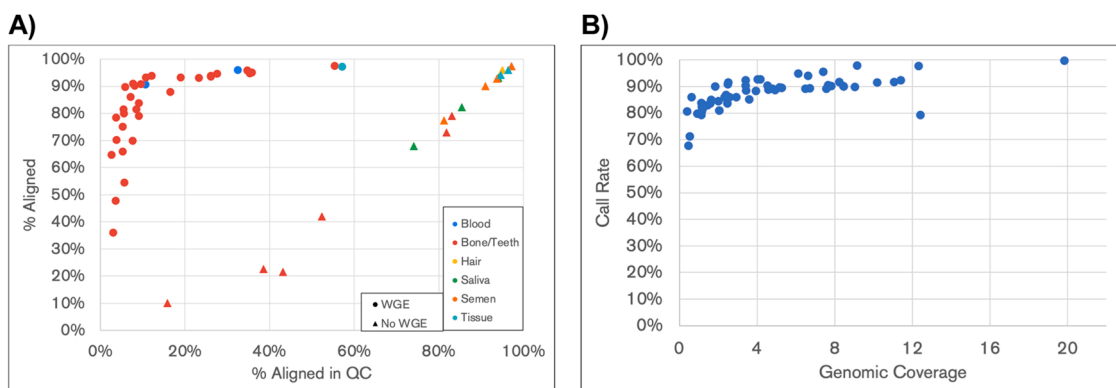 A)
% Aligned
100%
90%
80%
70%
60%
50%
40%
30%
20%
10%
0%
0% 20% 40% 60% 80% 100%
% Aligned in QC
WGE
No WGE
Blood
Bone/Teeth
Hair
Saliva
Semen
Tissue
B)
Call Rate
100%
90%
80%
70%
60%
50%
40%
30%
20%
10%
0%
0 4 8 12 16 20
Genomic Coverage